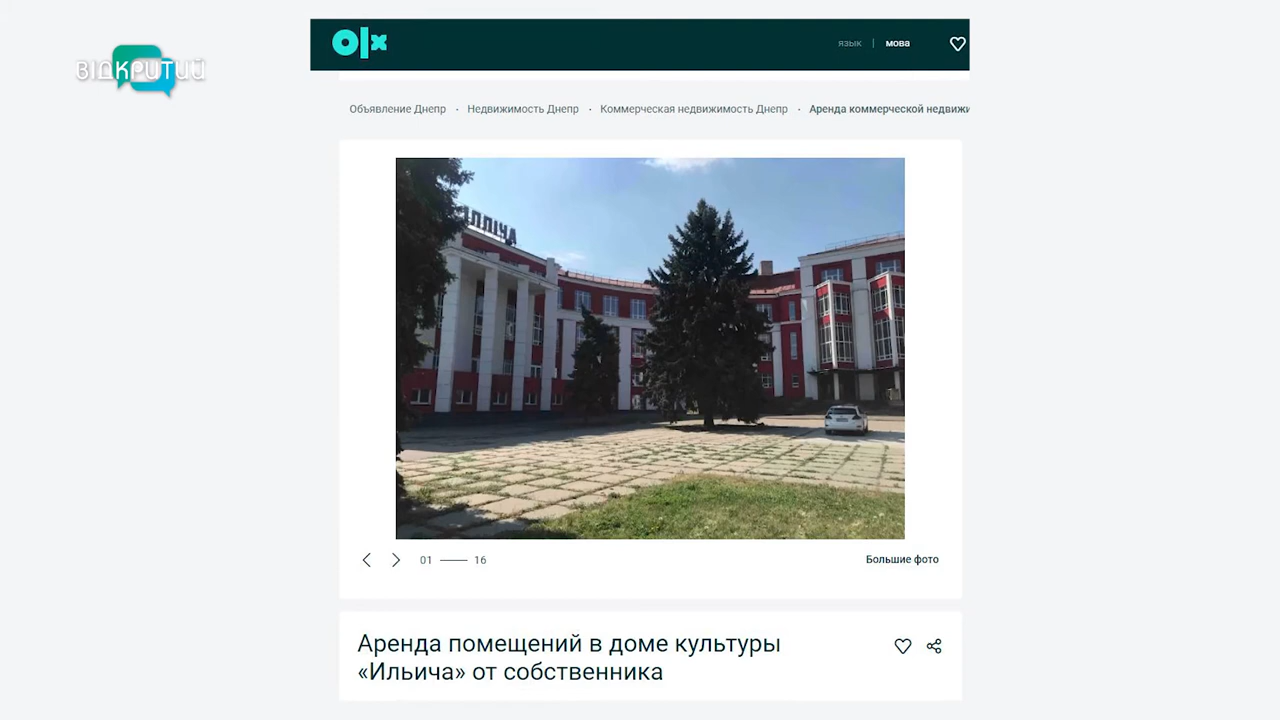 ВІДКРИТИЙ
olx
язык | мова
Объявление Днепр · Недвижимость Днепр · Коммерческая недвижимость Днепр · Аренда коммерческой недвижи
ІЛЛІЧА
01 — 16
Большие фото
Аренда помещений в доме культуры
«Ильича» от собственника